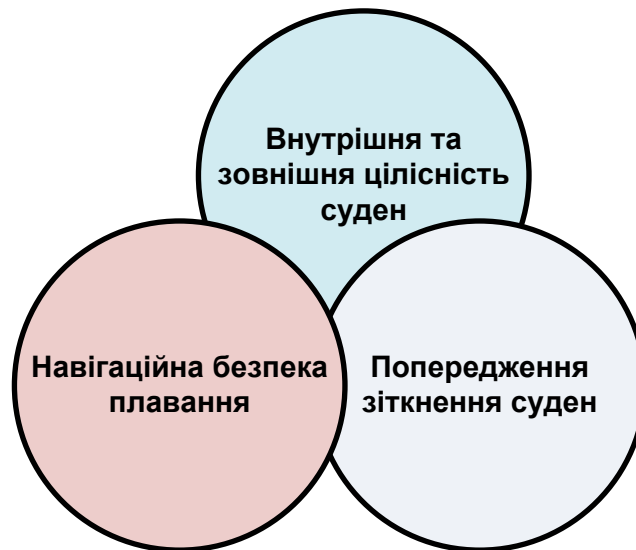 Внутрішня та
зовнішня цілісність
суден
Навігаційна безпека
плавання
Попередження
зіткнення суден